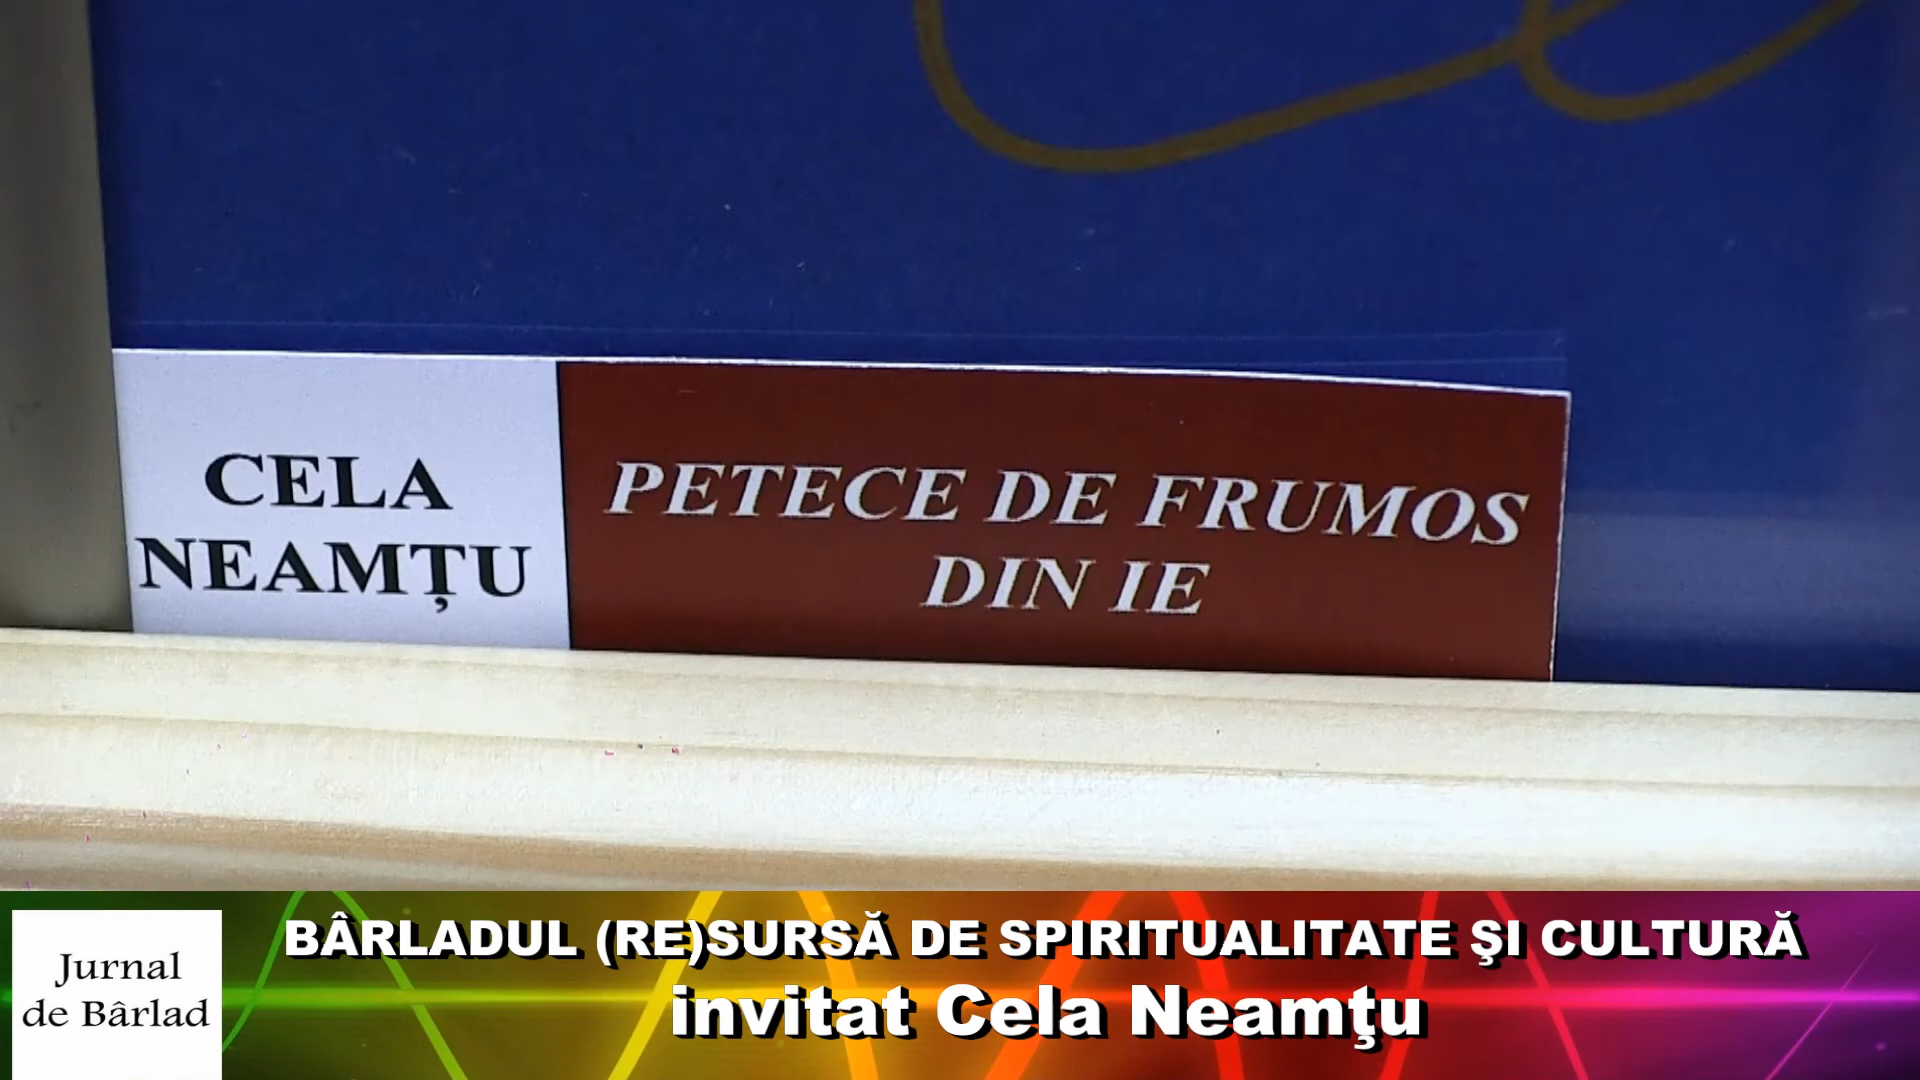 CELA
NEAMȚU
PETECE DE FRUMOS
DIN IE
Jurnal
de Bârlad
BÂRLADUL (RE)SURSĂ DE SPIRITUALITATE ŞI CULTURĂ
invitat Cela Neamţu